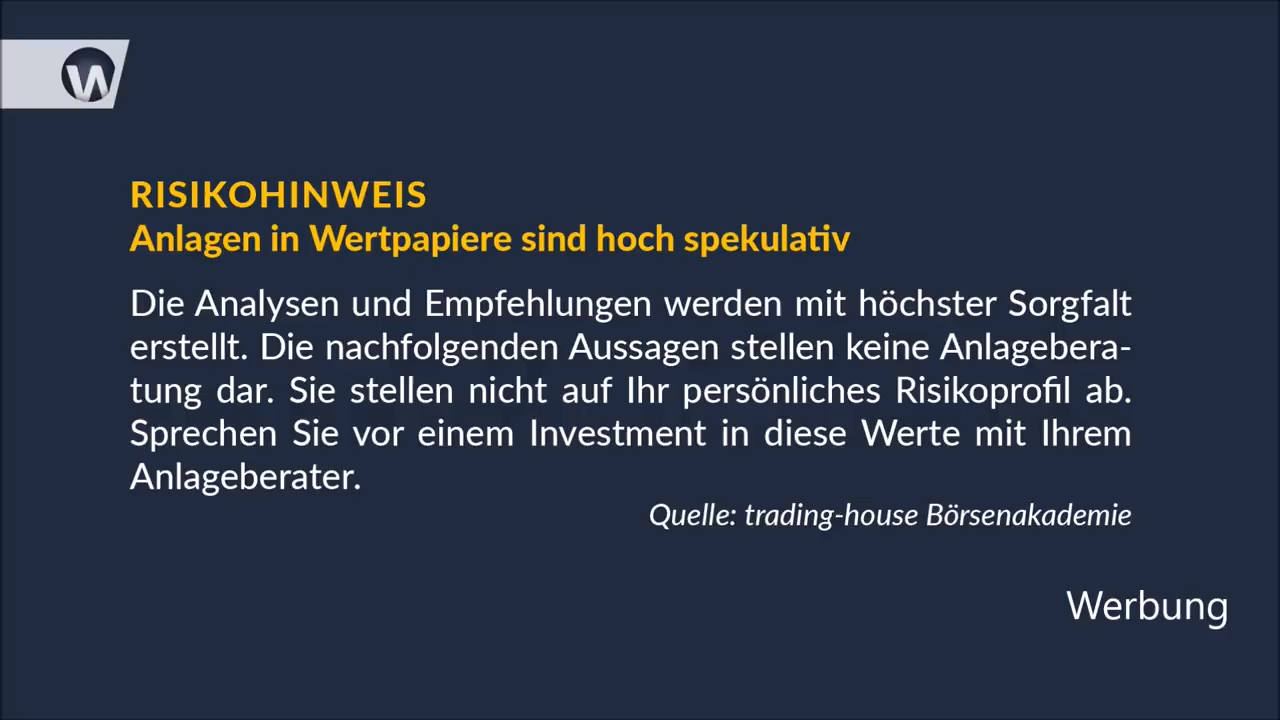 W
RISIKOHINWEIS
Anlagen in Wertpapiere sind hoch spekulativ
Die Analysen und Empfehlungen werden mit höchster Sorgfalt
erstellt. Die nachfolgenden Aussagen stellen keine Anlagebera-
tung dar. Sie stellen nicht auf Ihr persönliches Risikoprofil ab.
Sprechen Sie vor einem Investment in diese Werte mit Ihrem
Anlageberater.
Quelle: trading-house Börsenakademie
Werbung